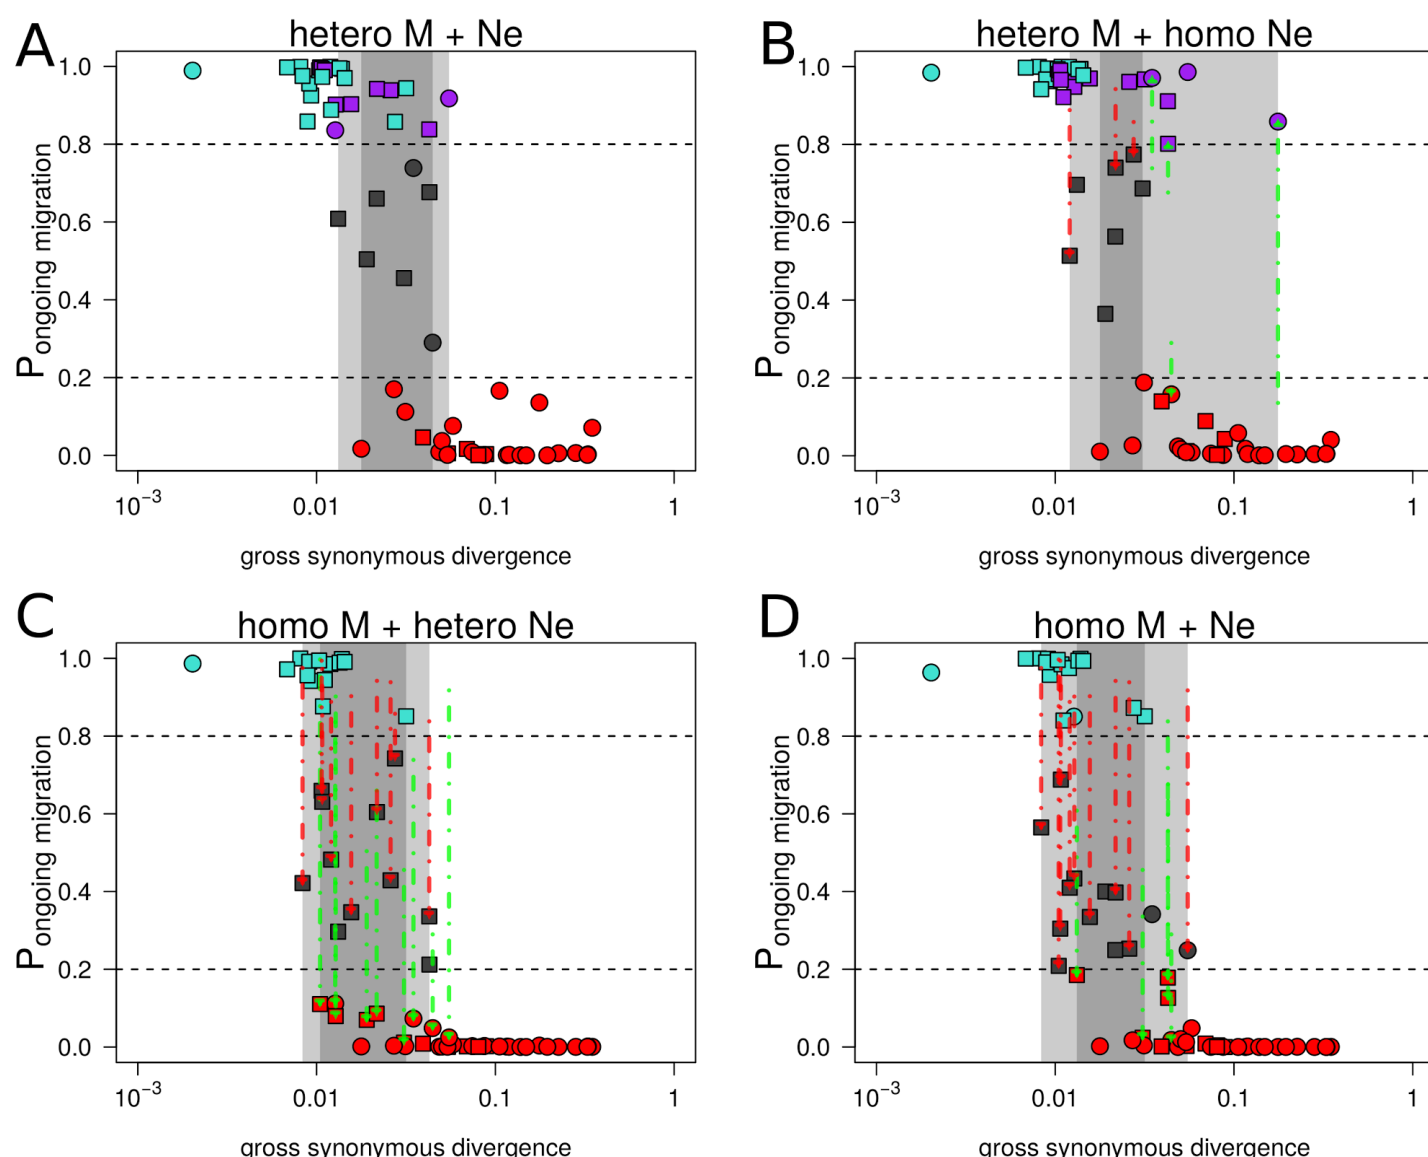 A
hetero M + Ne
P ongoing migration
1.0
0.8
0.6
0.4
0.2
0.0
10⁻³
0.01
0.1
1
gross synonymous divergence
B
hetero M + homo Ne
P ongoing migration
1.0
0.8
0.6
0.4
0.2
0.0
10⁻³
0.01
0.1
1
gross synonymous divergence
C
homo M + hetero Ne
P ongoing migration
1.0
0.8
0.6
0.4
0.2
0.0
10⁻³
0.01
0.1
1
gross synonymous divergence
D
homo M + Ne
P ongoing migration
1.0
0.8
0.6
0.4
0.2
0.0
10⁻³
0.01
0.1
1
gross synonymous divergence